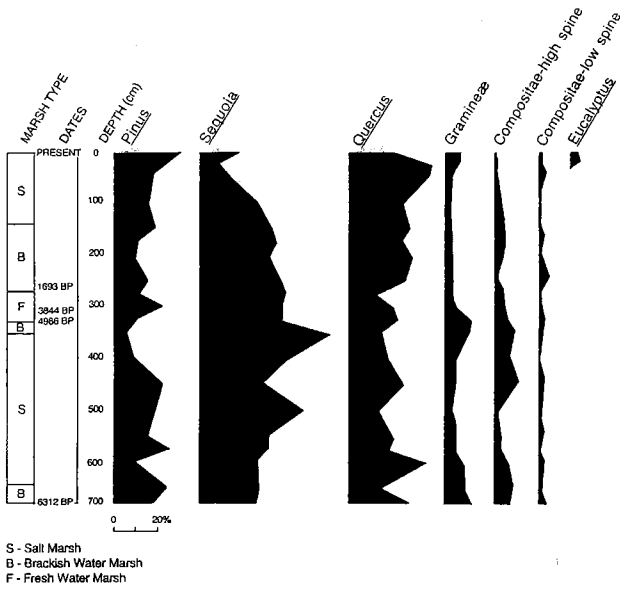 MARSH TYPE
DATES
DEPTH (cm)
Pinus
Sequoia
Quercus
Gramineæ
Compositae-high spine
Compositae-low spine
Eucalyptus
PRESENT
0
S
100
B
200
1693 BP
F
300
3844 BP
4986 BP
B
400
S
500
600
B
6312 BP
700
0 20%
S - Salt Marsh
B - Brackish Water Marsh
F - Fresh Water Marsh